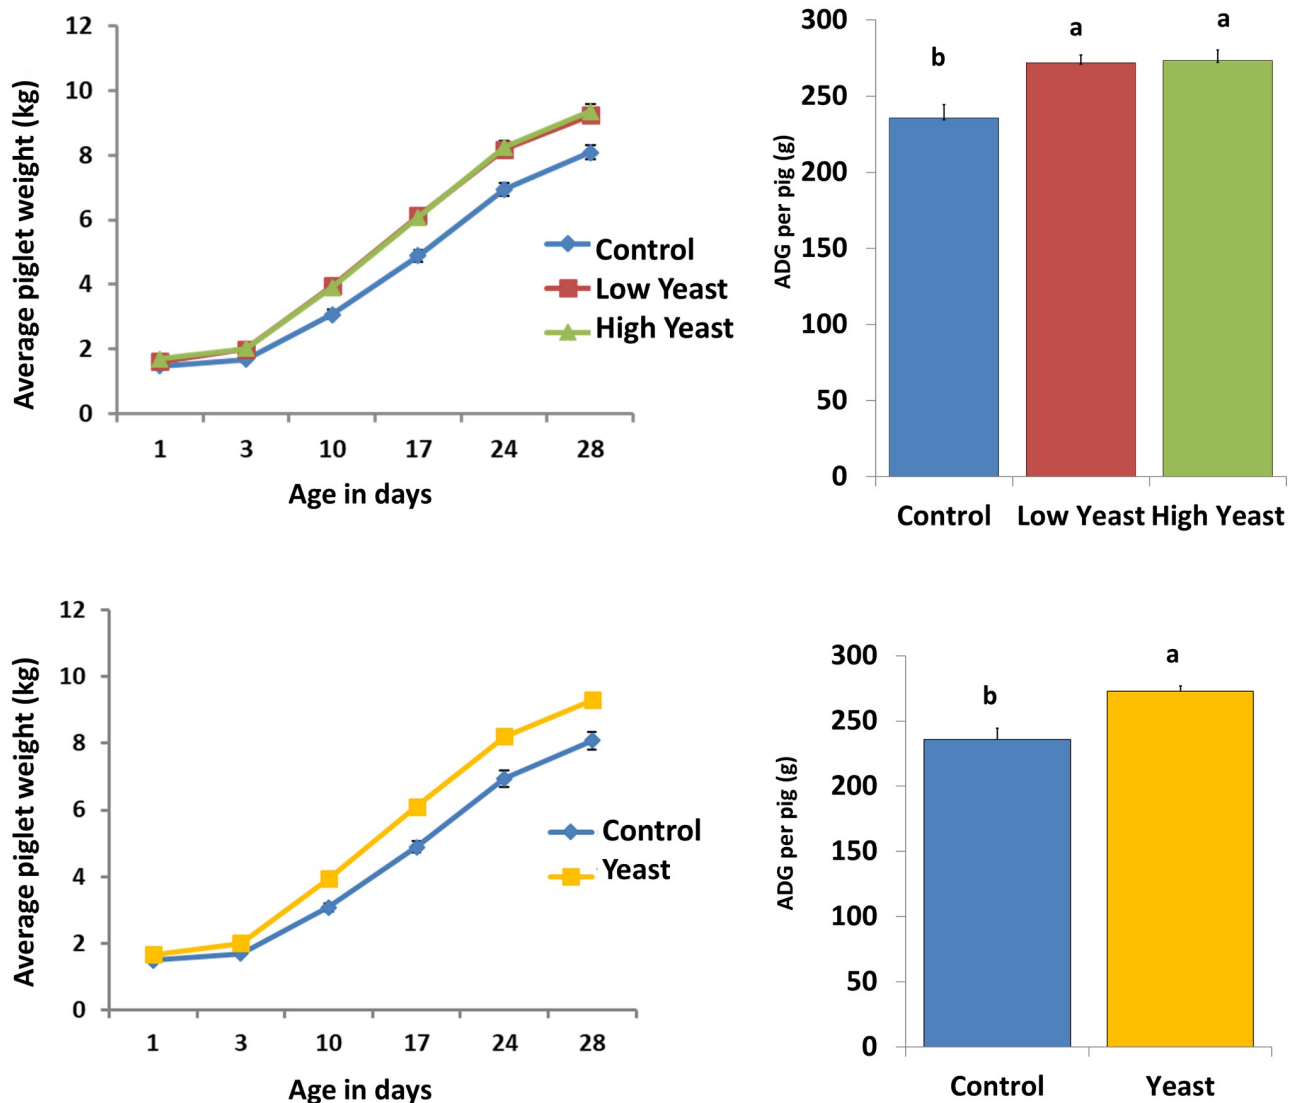 Average piglet weight (kg)
12
10
8
6
4
2
0
1 3 10 17 24 28
Age in days
Control
Low Yeast
High Yeast
ADG per pig (g)
300
250
200
150
100
50
0
b
a
a
Control Low Yeast High Yeast
Average piglet weight (kg)
12
10
8
6
4
2
0
1 3 10 17 24 28
Age in days
Control
Yeast
ADG per pig (g)
300
250
200
150
100
50
0
b
a
Control Yeast